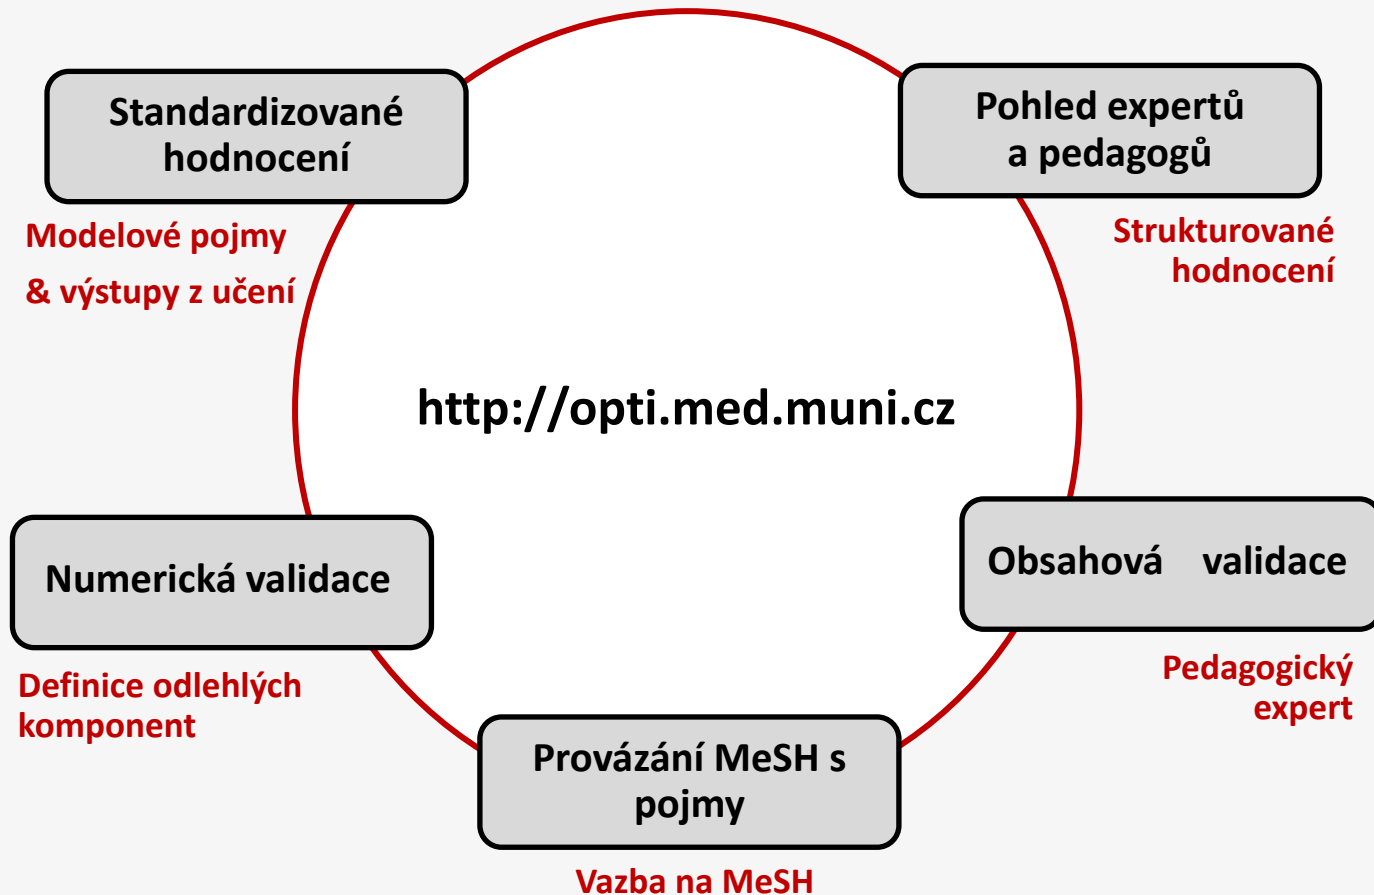 Standardizované
hodnocení
Modelové pojmy
& výstupy z učení
Pohled expertů
a pedagogů
Strukturované
hodnocení
http://opti.med.muni.cz
Numerická validace
Definice odlehlých
komponent
Obsahová validace
Pedagogický
expert
Provázání MeSH s
pojmy
Vazba na MeSH